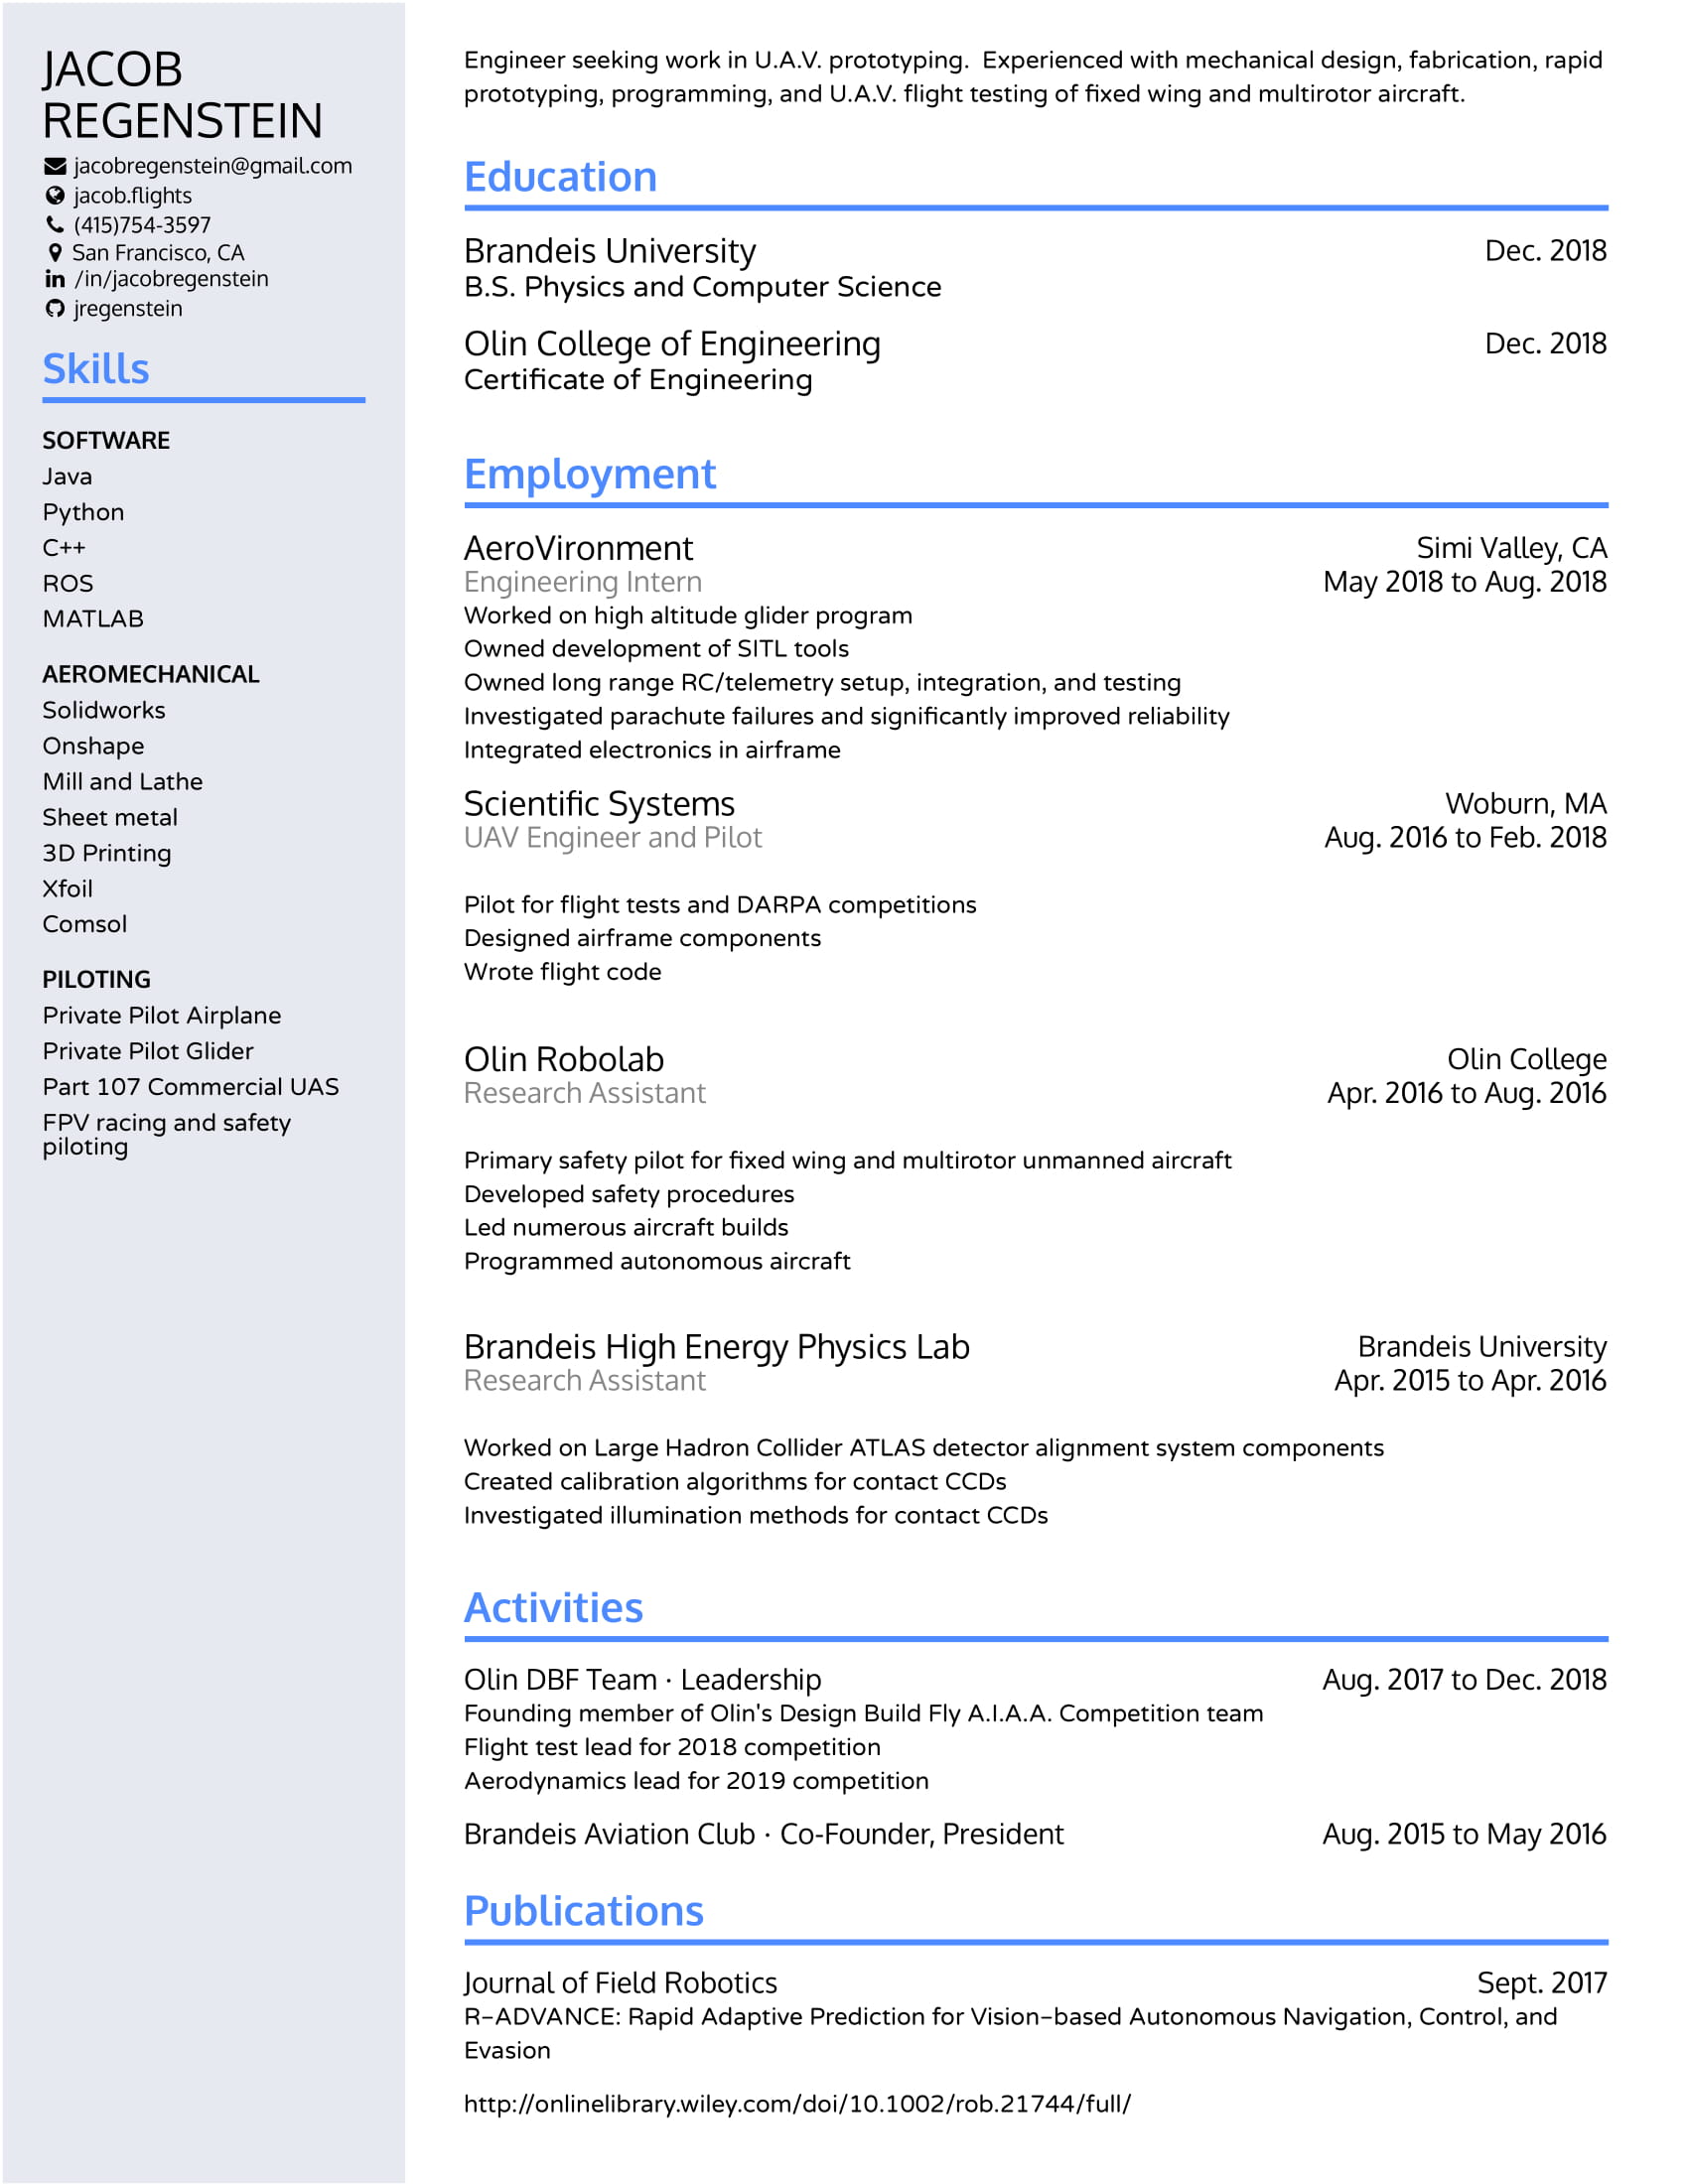 JACOB
REGENSTEIN
jacobregenstein@gmail.com
jacob.flights
(415)754-3597
San Francisco, CA
/in/jacobregenstein
jregenstein
Skills
SOFTWARE
Java
Python
C++
ROS
MATLAB
AEROMECHANICAL
Solidworks
Onshape
Mill and Lathe
Sheet metal
3D Printing
Xfoil
Comsol
PILOTING
Private Pilot Airplane
Private Pilot Glider
Part 107 Commercial UAS
FPV racing and safety
piloting
Engineer seeking work in U.A.V. prototyping.  Experienced with mechanical design, fabrication, rapid
prototyping, programming, and U.A.V. flight testing of fixed wing and multirotor aircraft.
Education
Brandeis University Dec. 2018
B.S. Physics and Computer Science
Olin College of Engineering Dec. 2018
Certificate of Engineering
Employment
AeroVironment Simi Valley, CA
Engineering Intern May 2018 to Aug. 2018
Worked on high altitude glider program
Owned development of SITL tools
Owned long range RC/telemetry setup, integration, and testing
Investigated parachute failures and significantly improved reliability
Integrated electronics in airframe
Scientific Systems Woburn, MA
UAV Engineer and Pilot Aug. 2016 to Feb. 2018
Pilot for flight tests and DARPA competitions
Designed airframe components
Wrote flight code
Olin Robolab Olin College
Research Assistant Apr. 2016 to Aug. 2016
Primary safety pilot for fixed wing and multirotor unmanned aircraft
Developed safety procedures
Led numerous aircraft builds
Programmed autonomous aircraft
Brandeis High Energy Physics Lab Brandeis University
Research Assistant Apr. 2015 to Apr. 2016
Worked on Large Hadron Collider ATLAS detector alignment system components
Created calibration algorithms for contact CCDs
Investigated illumination methods for contact CCDs
Activities
Olin DBF Team · Leadership Aug. 2017 to Dec. 2018
Founding member of Olin's Design Build Fly A.I.A.A. Competition team
Flight test lead for 2018 competition
Aerodynamics lead for 2019 competition
Brandeis Aviation Club · Co-Founder, President Aug. 2015 to May 2016
Publications
Journal of Field Robotics Sept. 2017
R–ADVANCE: Rapid Adaptive Prediction for Vision–based Autonomous Navigation, Control, and
Evasion
http://onlinelibrary.wiley.com/doi/10.1002/rob.21744/full/